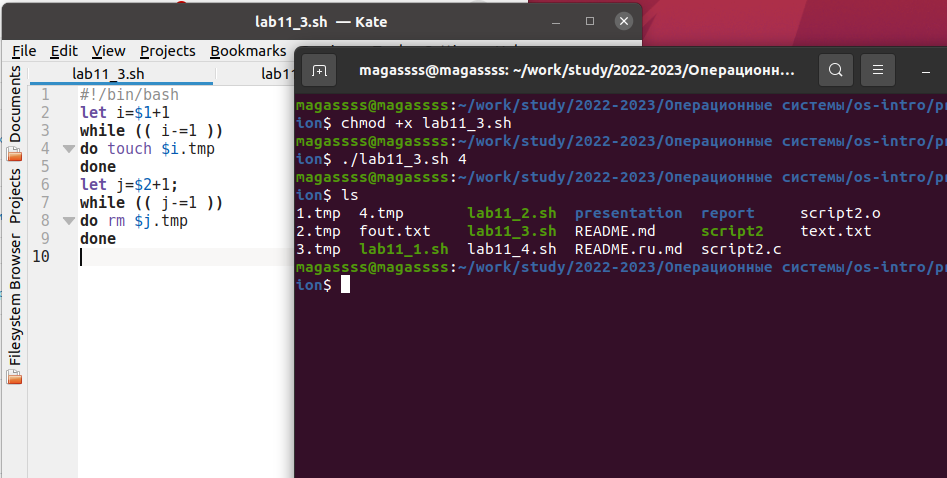 lab11_3.sh — Kate
File Edit View Projects Bookmarks
lab11_3.sh
Documents
Projects
Filesystem Browser
1 #!/bin/bash
2 let i=$1+1
3 while (( i-=1 ))
4 do touch $i.tmp
5 done
6 let j=$2+1;
7 while (( j-=1 ))
8 do rm $j.tmp
9 done
10
magassss@magassss: ~/work/study/2022-2023/Операционн...
magassss@magassss:~/work/study/2022-2023/Операционные системы/os-intro/pr
ion$ chmod +x lab11_3.sh
magassss@magassss:~/work/study/2022-2023/Операционные системы/os-intro/pr
ion$ ./lab11_3.sh 4
magassss@magassss:~/work/study/2022-2023/Операционные системы/os-intro/pr
ion$ ls
1.tmp 4.tmp lab11_2.sh presentation report script2.o
2.tmp fout.txt lab11_3.sh README.md script2 text.txt
3.tmp lab11_1.sh lab11_4.sh README.ru.md script2.c
magassss@magassss:~/work/study/2022-2023/Операционные системы/os-intro/pr
ion$